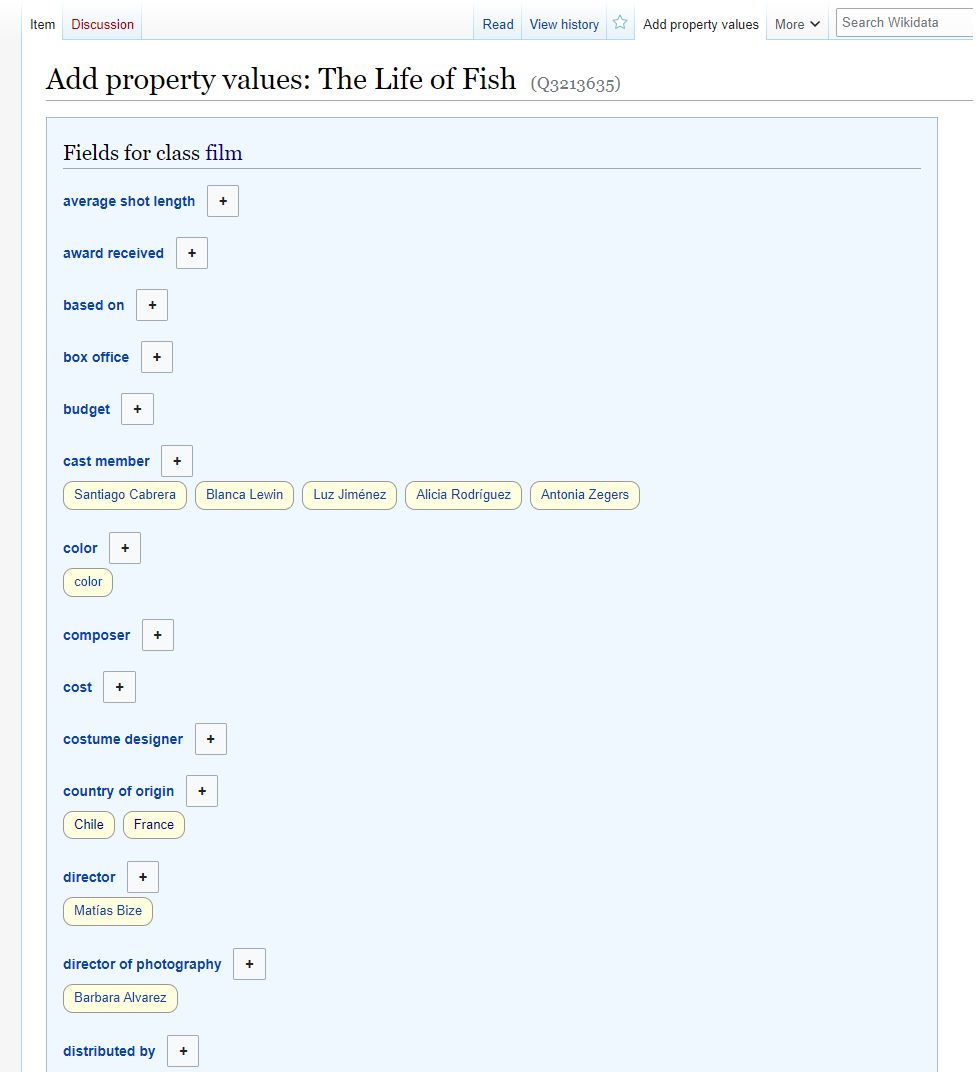 Item Discussion Read View history Add property values More Search Wikidata
Add property values: The Life of Fish (Q3213635)
Fields for class film
average shot length +
award received +
based on +
box office +
budget +
cast member +
Santiago Cabrera Blanca Lewin Luz Jiménez Alicia Rodríguez Antonia Zegers
color +
color
composer +
cost +
costume designer +
country of origin +
Chile France
director +
Matías Bize
director of photography +
Barbara Alvarez
distributed by +